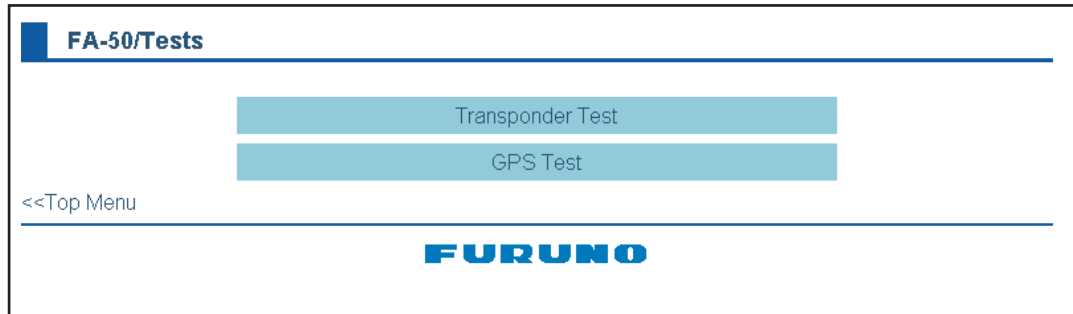 FA-50/Tests
Transponder Test
GPS Test
<<Top Menu
FURUNO